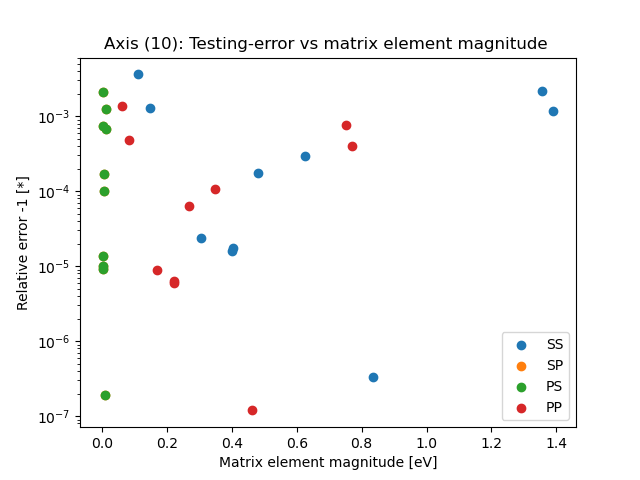 Axis (10): Testing-error vs matrix element magnitude
Relative error -1 [*]
10⁻³
10⁻⁴
10⁻⁵
10⁻⁶
10⁻⁷
0.0 0.2 0.4 0.6 0.8 1.0 1.2 1.4
Matrix element magnitude [eV]
SS
SP
PS
PP